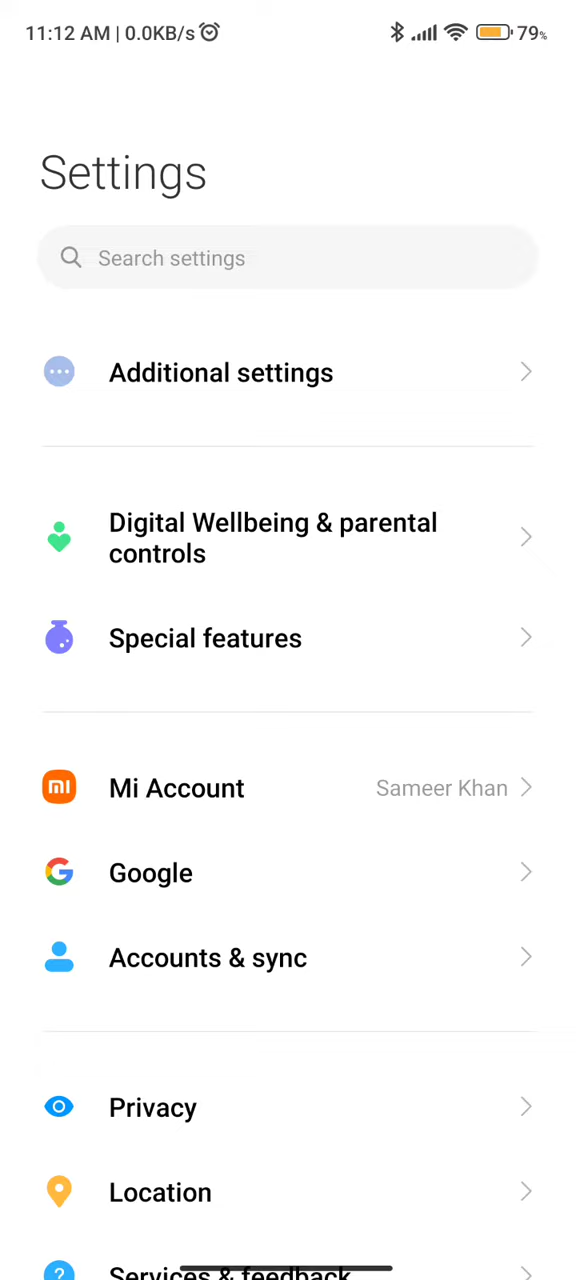 11:12 AM | 0.0KB/s
79%
Settings
Search settings
Additional settings
Digital Wellbeing & parental
controls
Special features
Mi Account
Sameer Khan
Google
Accounts & sync
Privacy
Location
Services & feedback